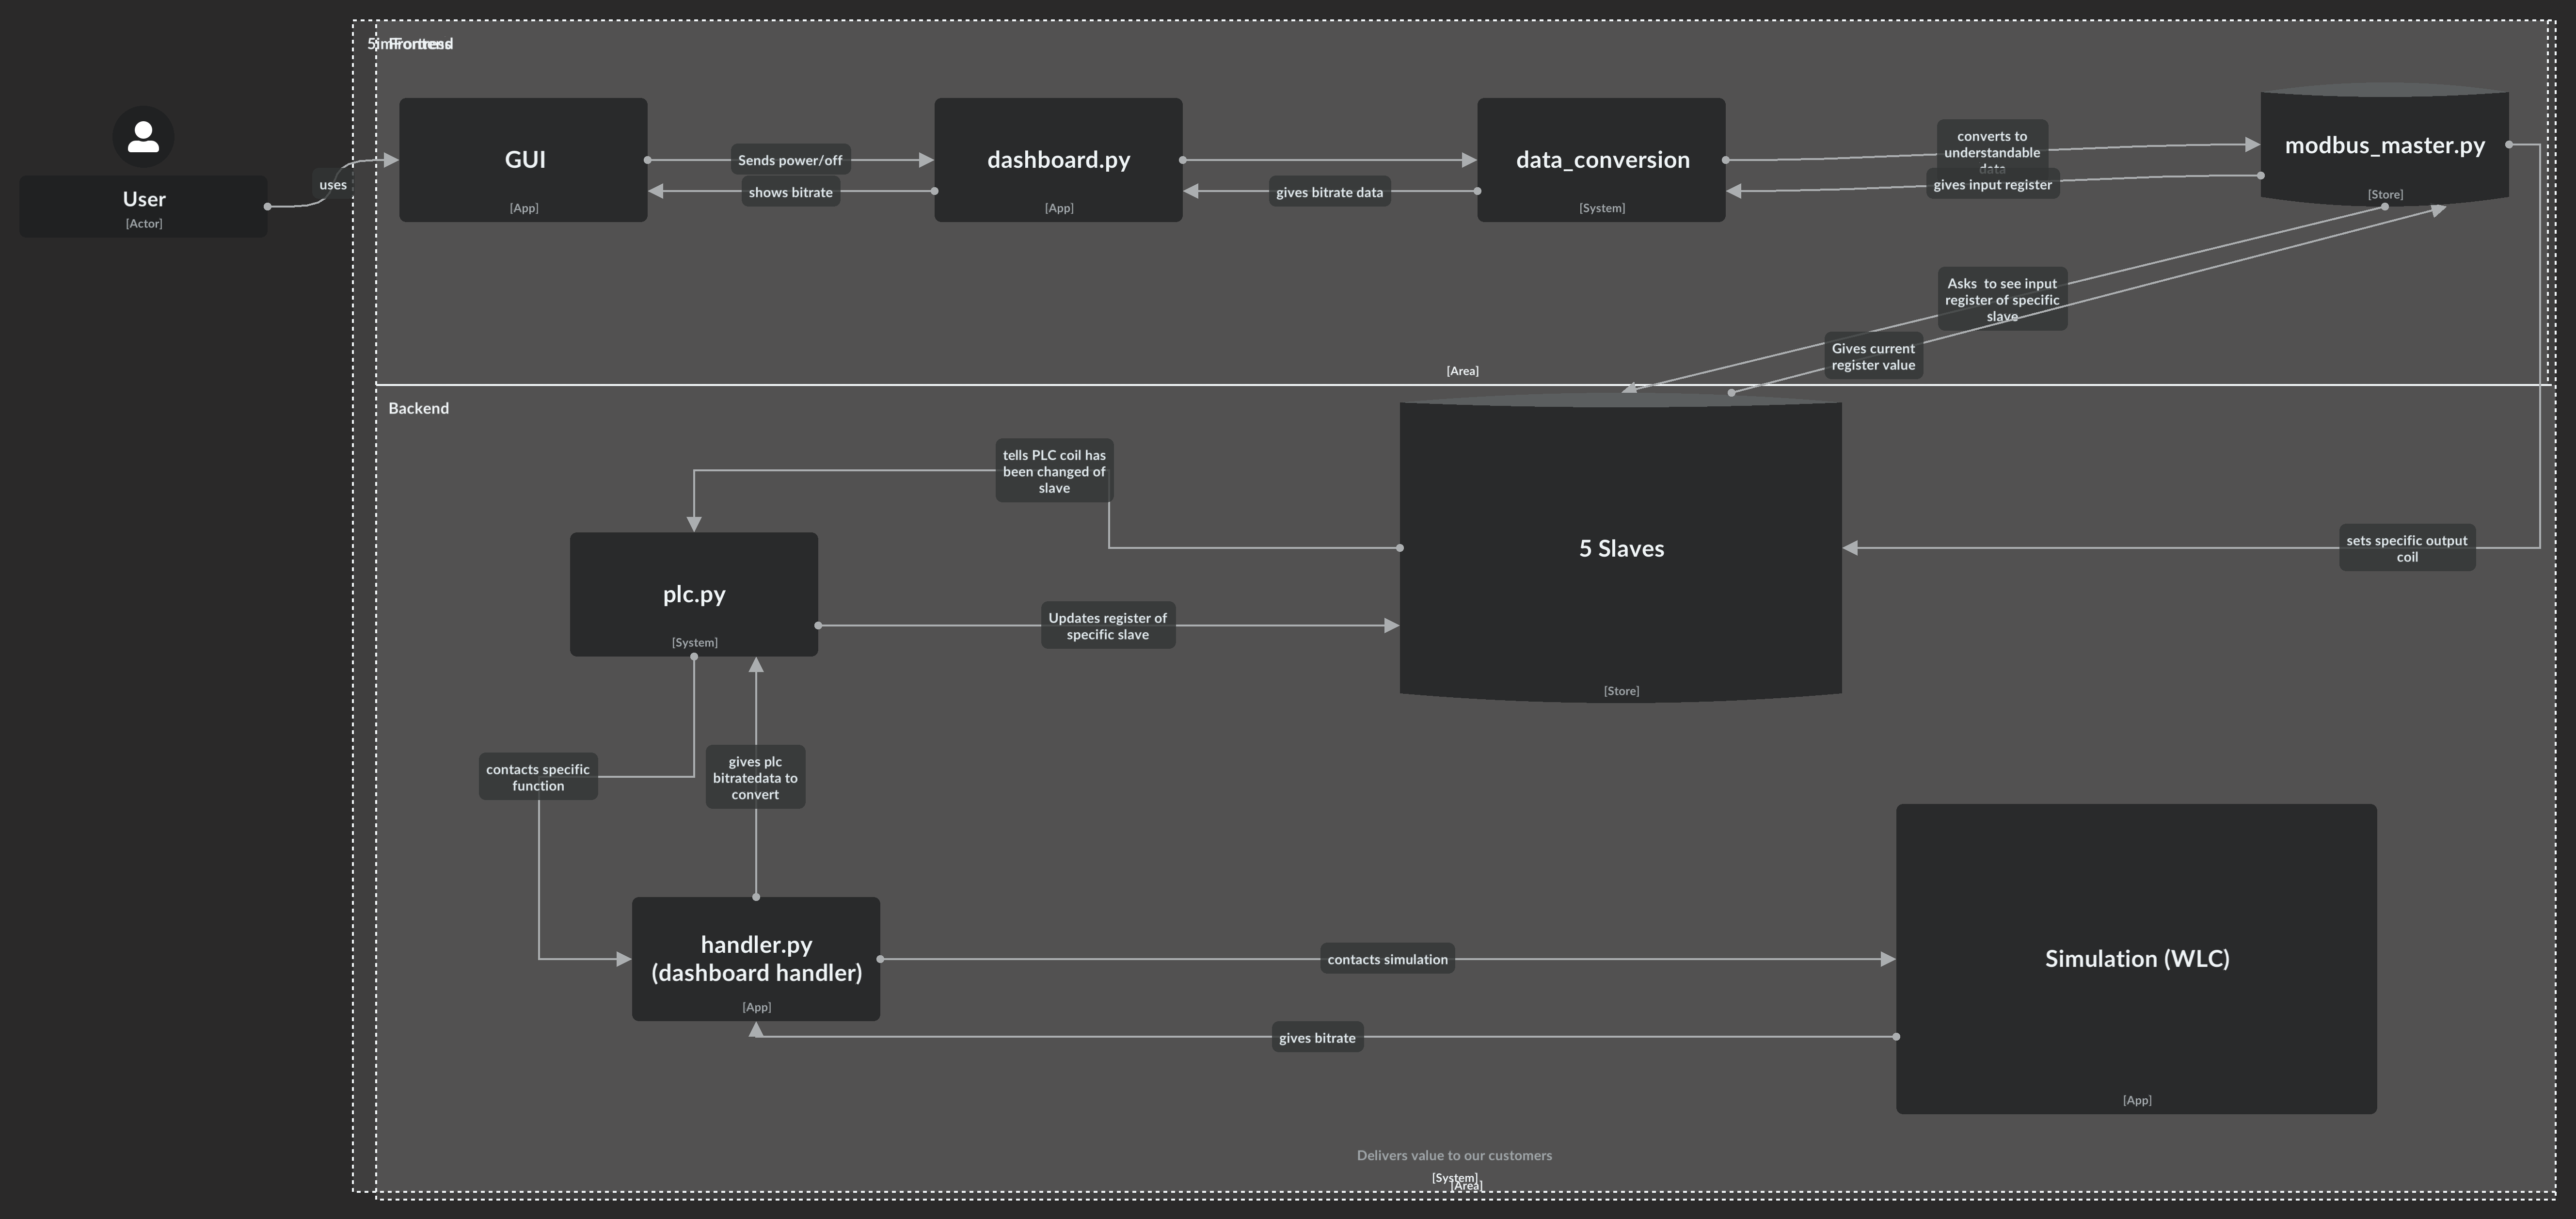 Frontend
User
[Actor]
uses
GUI
[App]
Sends power/off
shows bitrate
dashboard.py
[App]
gives bitrate data
data_conversion
[System]
converts to
understandable
data
gives input register
modbus_master.py
[Store]
Asks  to see input
register of specific
slave
Gives current
register value
[Area]
Backend
tells PLC coil has
been changed of
slave
5 Slaves
[Store]
sets specific output
coil
plc.py
[System]
Updates register of
specific slave
contacts specific
function
gives plc
bitratedata to
convert
handler.py
(dashboard handler)
[App]
contacts simulation
gives bitrate
Simulation (WLC)
[App]
Delivers value to our customers
[System]
[Area]